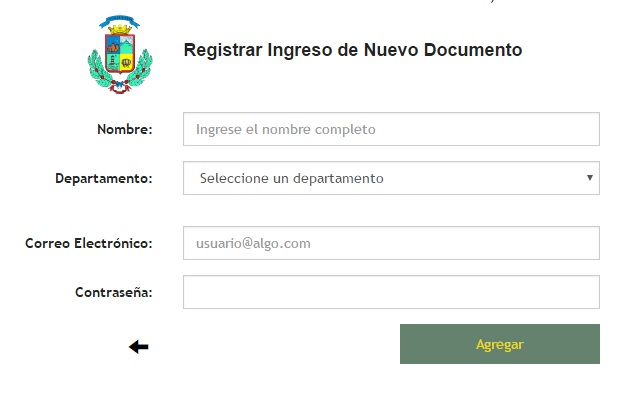 Registrar Ingreso de Nuevo Documento
Nombre:
Ingrese el nombre completo
Departamento:
Seleccione un departamento
Correo Electrónico:
usuario@algo.com
Contraseña:
Agregar